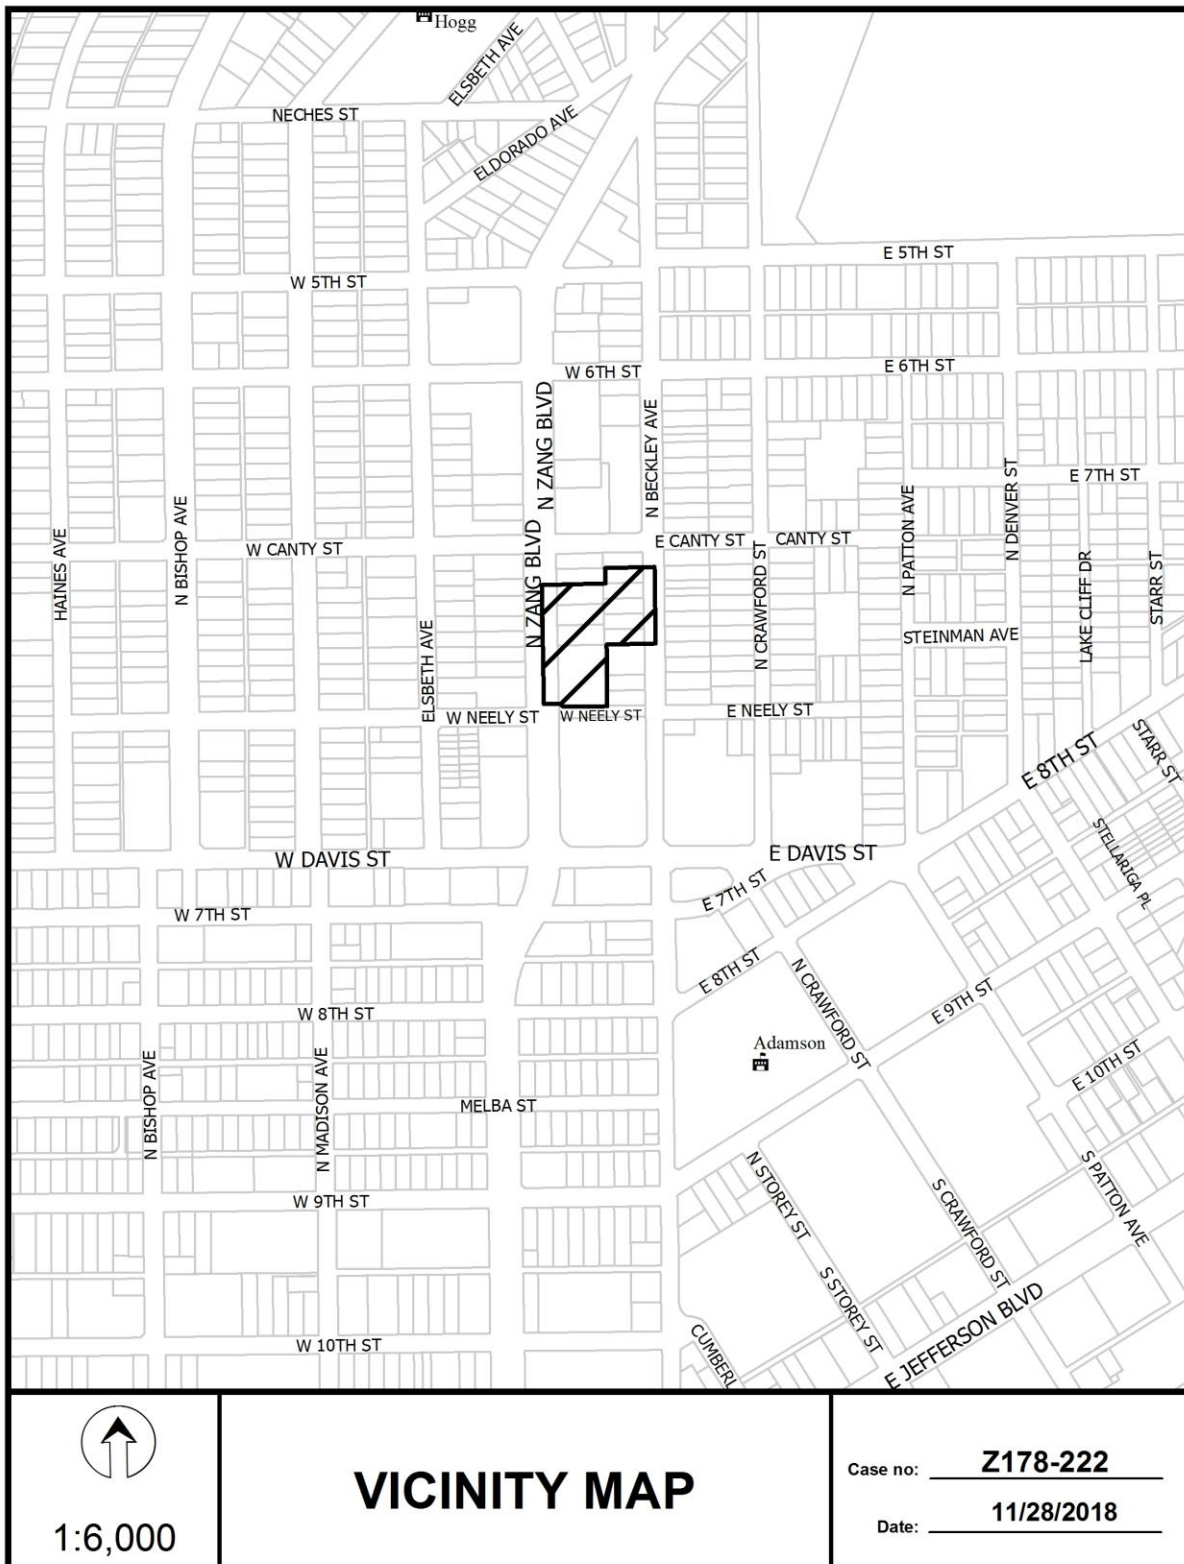 Hogg
ELSBETH AVE
NECHES ST
ELDORADO AVE
E 5TH ST
W 5TH ST
W 6TH ST
E 6TH ST
N ZANG BLVD
N BECKLEY AVE
E 7TH ST
N PATTON AVE
N DENVER ST
N BISHOP AVE
HAINES AVE
W CANTY ST
N ZANG BLVD
E CANTY ST
CANTY ST
N CRAWFORD ST
LAKE CLIFF DR
STARR ST
ELSBETH AVE
STEINMAN AVE
W NEELY ST
W NEELY ST
E NEELY ST
E 8TH ST
STARR ST
STELLARIGA PL
W DAVIS ST
E DAVIS ST
E 7TH ST
W 7TH ST
E 8TH ST
N CRAWFORD ST
E 9TH ST
W 8TH ST
Adamson
E 10TH ST
N BISHOP AVE
N MADISON AVE
MELBA ST
N STOREY ST
S CRAWFORD ST
S PATTON AVE
W 9TH ST
S STOREY ST
E JEFFERSON BLVD
W 10TH ST
CUMBERL
1:6,000
VICINITY MAP
Case no: Z178-222
Date: 11/28/2018